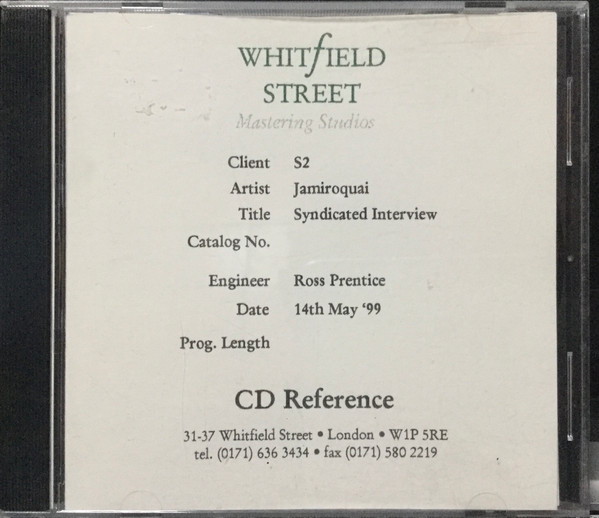 WHITFIELD
STREET
Mastering Studios
Client S2
Artist Jamiroquai
Title Syndicated Interview
Catalog No.
Engineer Ross Prentice
Date 14th May ‘99
Prog. Length
CD Reference
31-37 Whitfield Street • London • W1P 5RE
tel. (0171) 636 3434 • fax (0171) 580 2219